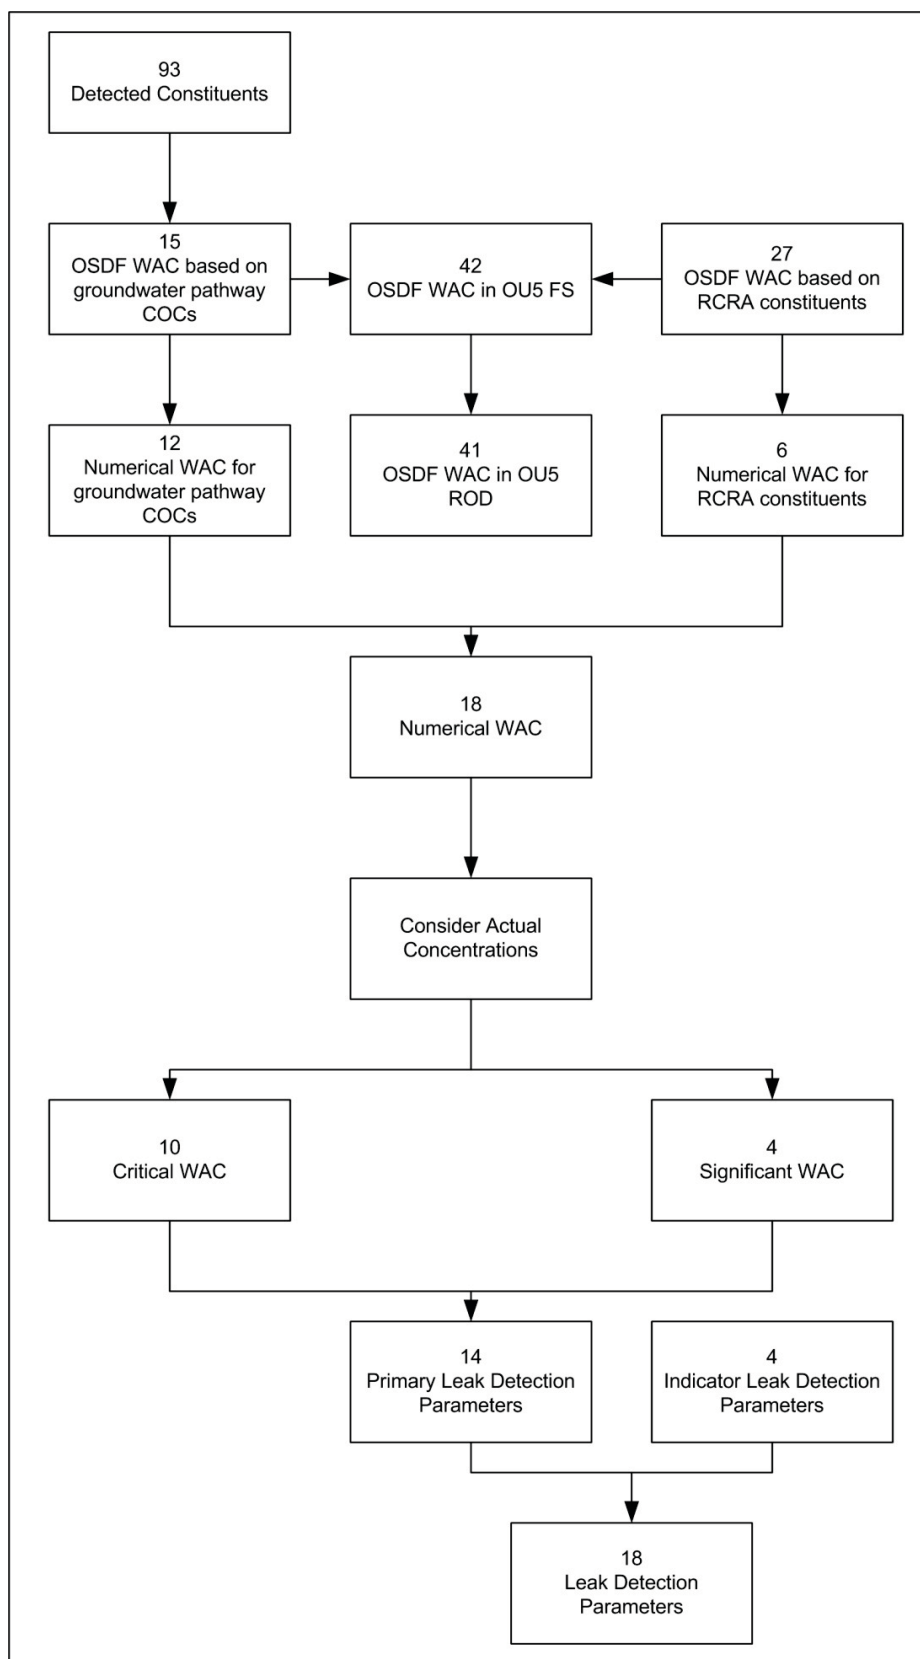 93
Detected Constituents
15
OSDF WAC based on
groundwater pathway
COCs
42
OSDF WAC in OU5 FS
27
OSDF WAC based on
RCRA constituents
12
Numerical WAC for
groundwater pathway
COCs
41
OSDF WAC in OU5
ROD
6
Numerical WAC for
RCRA constituents
18
Numerical WAC
Consider Actual
Concentrations
10
Critical WAC
4
Significant WAC
14
Primary Leak Detection
Parameters
4
Indicator Leak Detection
Parameters
18
Leak Detection
Parameters